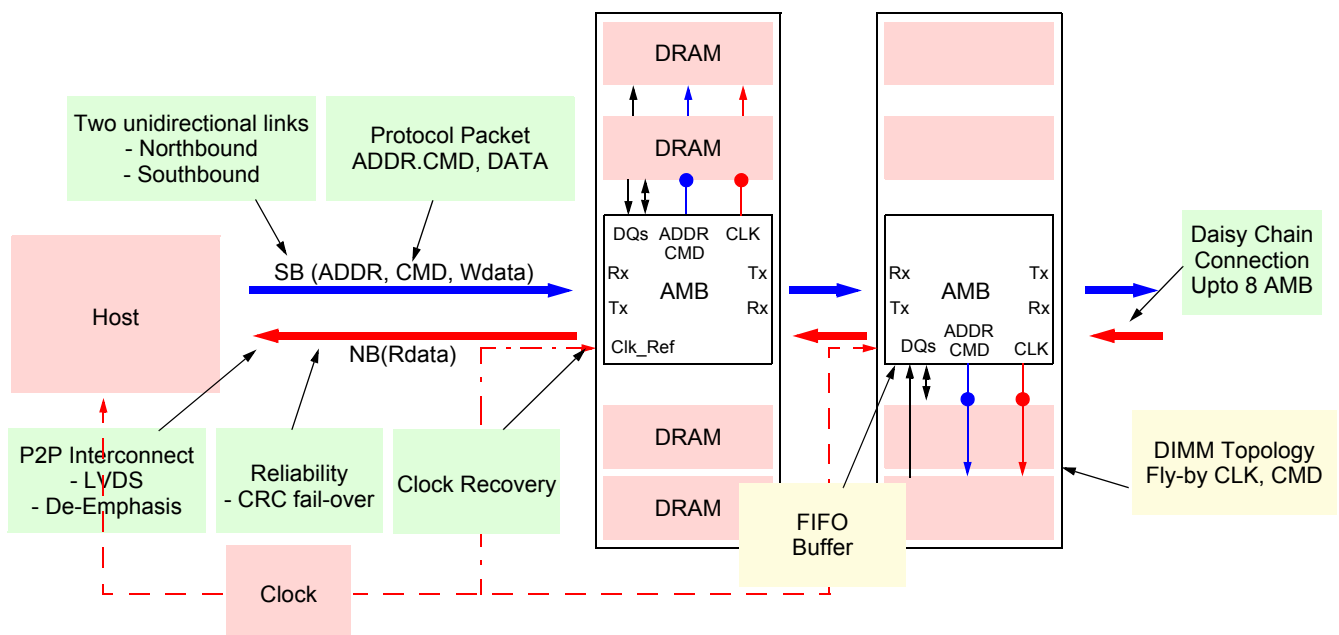 DRAM
DRAM
Two unidirectional links
- Northbound
- Southbound
Protocol Packet
ADDR.CMD, DATA
Host
SB (ADDR, CMD, Wdata)
NB(Rdata)
DQs ADDR CLK
CMD
Rx Tx
AMB
Tx Rx
Clk_Ref
DRAM
DRAM
Rx Tx
AMB
Tx Rx
ADDR
DQs CMD CLK
Daisy Chain
Connection
Upto 8 AMB
P2P Interconnect
- LVDS
- De-Emphasis
Reliability
- CRC fail-over
Clock Recovery
FIFO
Buffer
DIMM Topology
Fly-by CLK, CMD
Clock